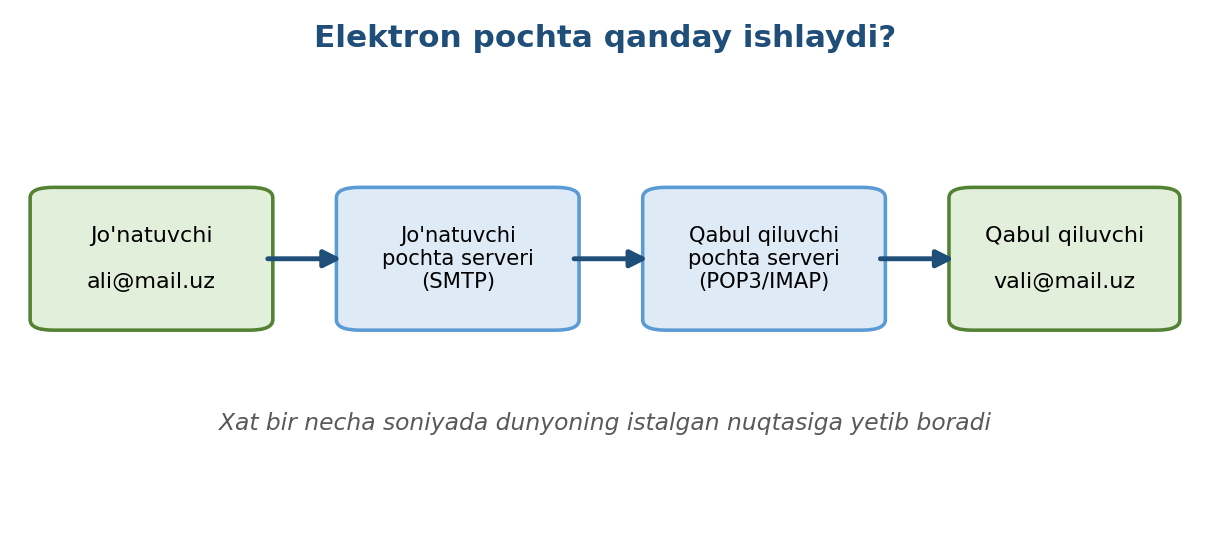 Elektron pochta qanday ishlaydi?
Jo'natuvchi
ali@mail.uz
Jo'natuvchi
pochta serveri
(SMTP)
Qabul qiluvchi
pochta serveri
(POP3/IMAP)
Qabul qiluvchi
vali@mail.uz
Xat bir necha soniyada dunyoning istalgan nuqtasiga yetib boradi